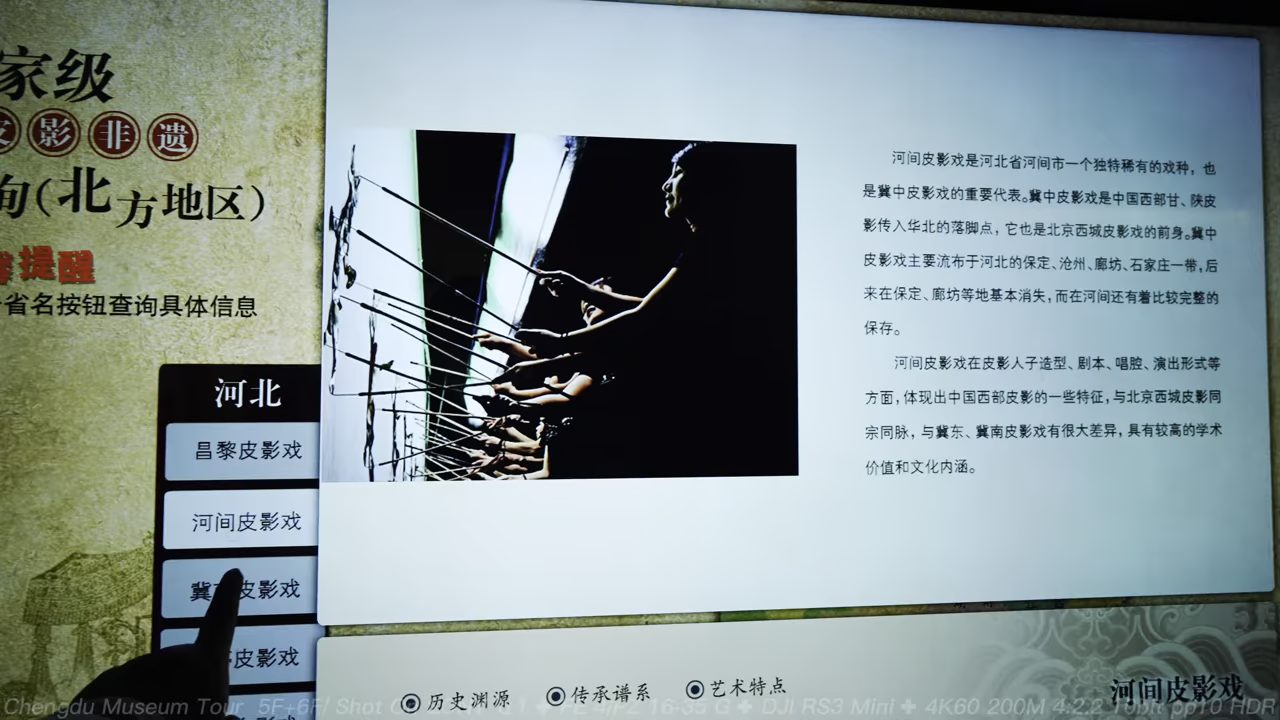 家级
影非遗
询(北方地区)
提醒
省名按钮查询具体信息
河北
昌黎皮影戏
河间皮影戏
皮影戏
皮影戏
河间皮影戏是河北省河间市一个独特稀有的戏种，也
是冀中皮影戏的重要代表。冀中皮影戏是中国西部甘、陕皮
影传入华北的落脚点，它也是北京西城皮影戏的前身。冀中
皮影戏主要流布于河北的保定、沧州、廊坊、石家庄一带，后
来在保定、廊坊等地基本消失，而在河间还有着比较完整的
保存。
河间皮影戏在皮影人子造型、剧本、唱腔、演出形式等
方面，体现出中国西部皮影的一些特征，与北京西城皮影同
宗同脉，与冀东、冀南皮影戏有很大差异，具有较高的学术
价值和文化内涵。
历史渊源
传承谱系
艺术特点
河间皮影戏
Chengdu Museum Tour 5F+6F/ Shot 16-35 G ✦ DJI RS3 Mini ✦ 4K60 200M 4:2:2 10bit pp10 HDR